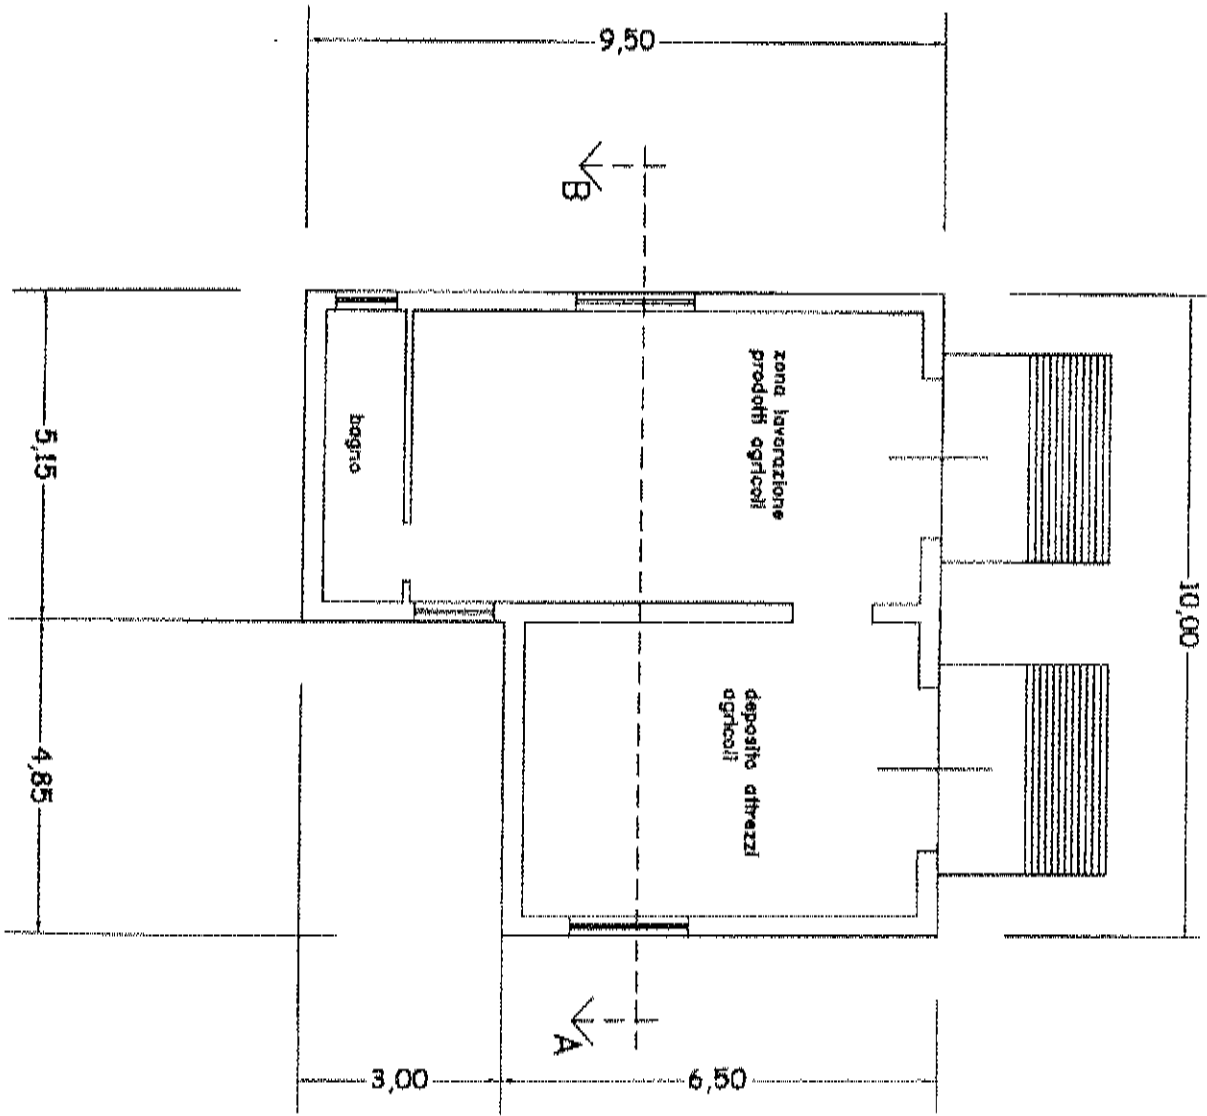 9,50
B
zona lavorazione
prodotti agricoli
bagno
5,15
10,00
deposito attrezzi
agricoli
4,85
A
3,00
6,50